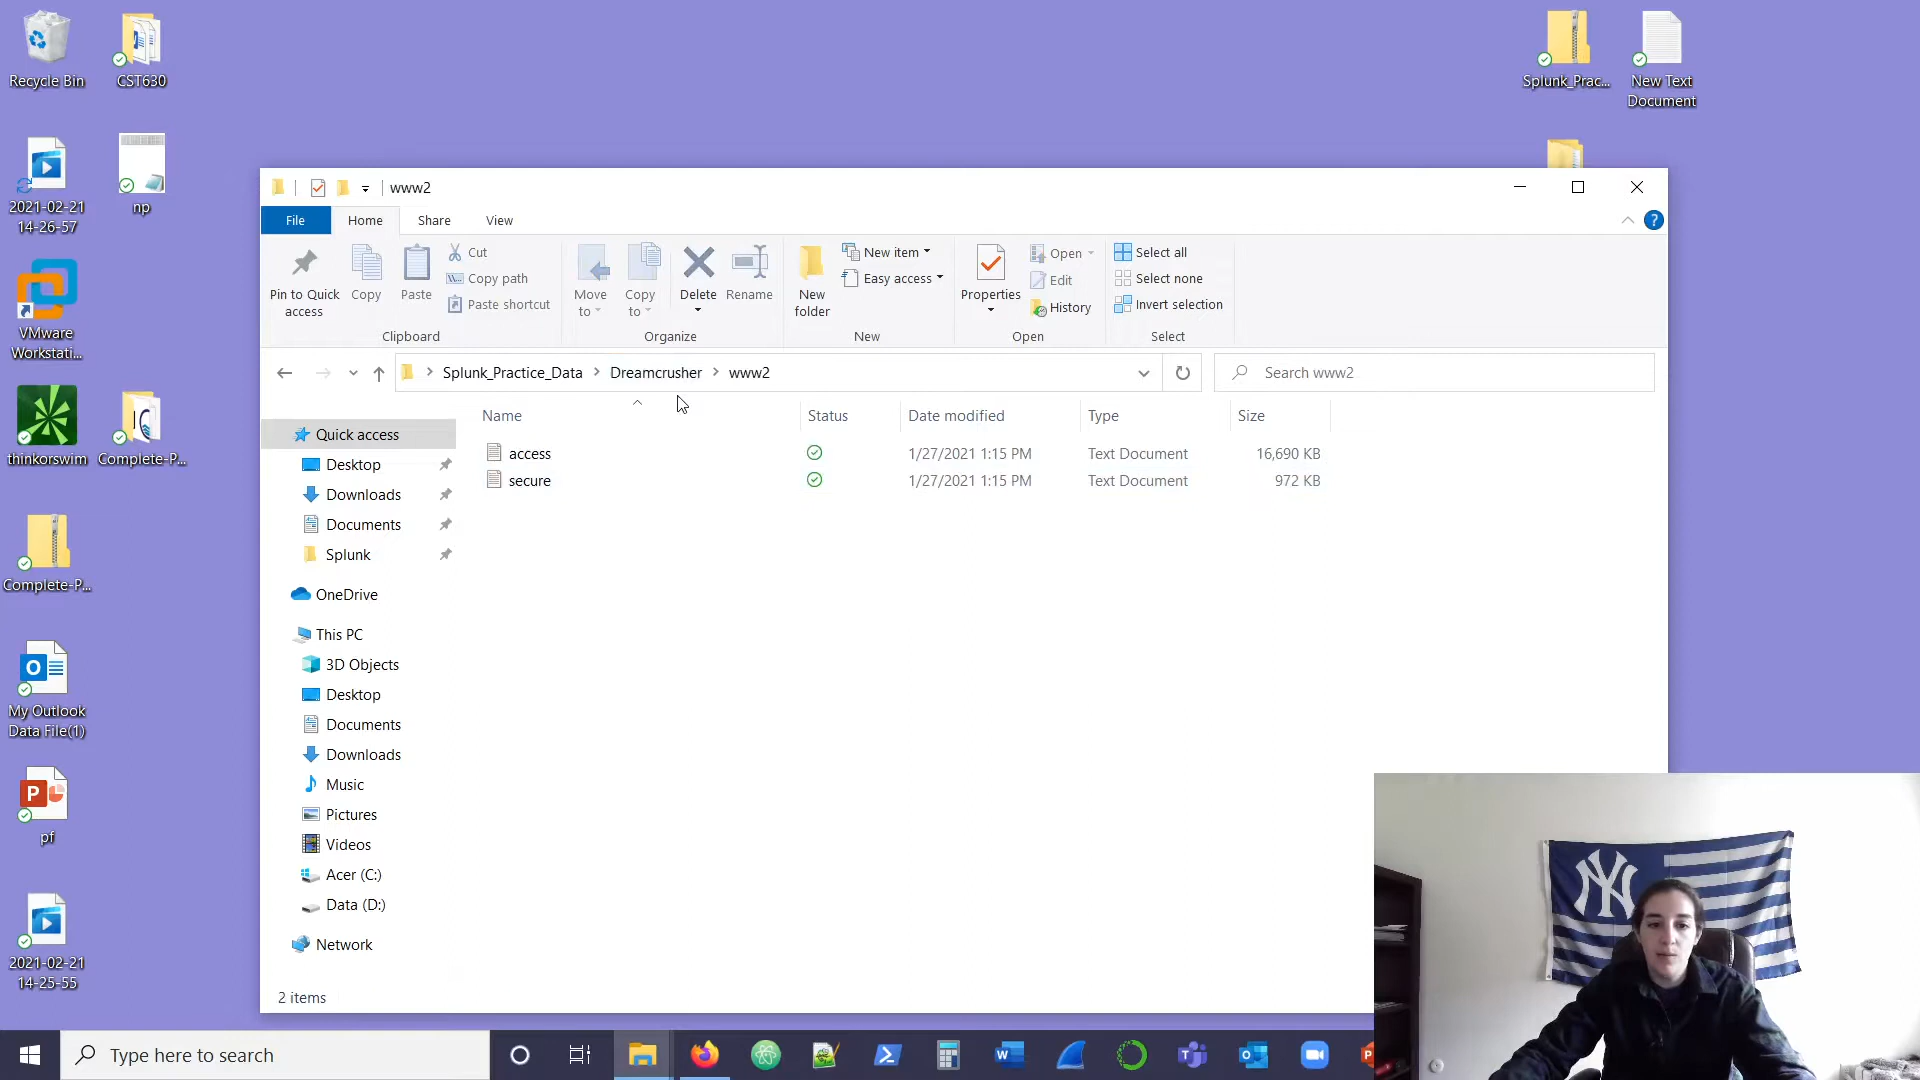 Recycle Bin
CST630
Splunk_Prac...
New Text
Document
2021-02-21
14-26-57
np
VMware
Workstati...
thinkorswim
Complete-P...
Complete-P...
My Outlook
Data File(1)
pf
2021-02-21
14-25-55
www2
File
Home
Share
View
Pin to Quick
access
Copy
Paste
Cut
Copy path
Paste shortcut
Clipboard
Move
to
Copy
to
Delete
Rename
Organize
New
folder
New item
Easy access
New
Properties
Open
Edit
History
Open
Select all
Select none
Invert selection
Select
Splunk_Practice_Data
Dreamcrusher
www2
Search www2
Name
Status
Date modified
Type
Size
access
1/27/2021 1:15 PM
Text Document
16,690 KB
secure
1/27/2021 1:15 PM
Text Document
972 KB
Quick access
Desktop
Downloads
Documents
Splunk
OneDrive
This PC
3D Objects
Desktop
Documents
Downloads
Music
Pictures
Videos
Acer (C:)
Data (D:)
Network
2 items
NY
Type here to search